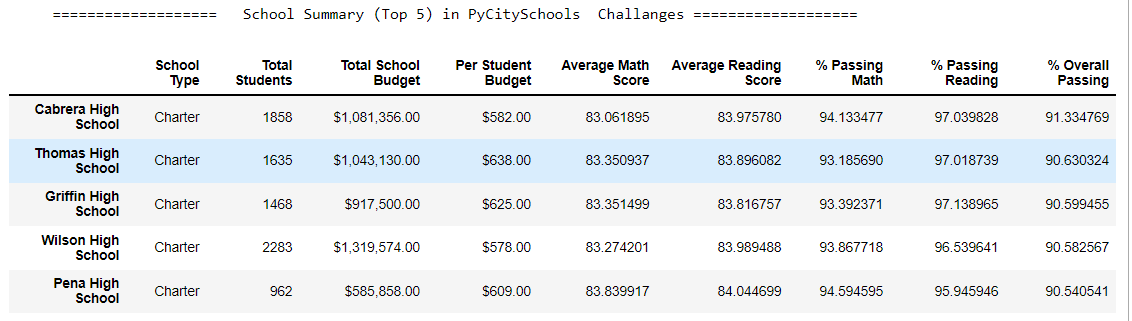 =================== School Summary (Top 5) in PyCitySchools Challanges ===================
School Type Total Students Total School Budget Per Student Budget Average Math Score Average Reading Score % Passing Math % Passing Reading % Overall Passing
Cabrera High School Charter 1858 $1,081,356.00 $582.00 83.061895 83.975780 94.133477 97.039828 91.334769
Thomas High School Charter 1635 $1,043,130.00 $638.00 83.350937 83.896082 93.185690 97.018739 90.630324
Griffin High School Charter 1468 $917,500.00 $625.00 83.351499 83.816757 93.392371 97.138965 90.599455
Wilson High School Charter 2283 $1,319,574.00 $578.00 83.274201 83.989488 93.867718 96.539641 90.582567
Pena High School Charter 962 $585,858.00 $609.00 83.839917 84.044699 94.594595 95.945946 90.540541